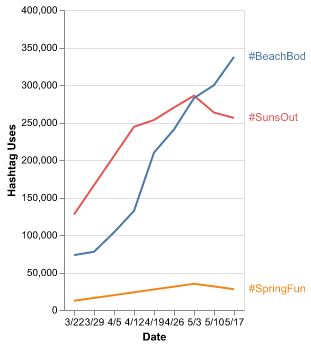 400,000
350,000
300,000
250,000
200,000
150,000
100,000
50,000
0
Hashtag Uses
#BeachBod
#SunsOut
#SpringFun
3/22 3/29 4/5 4/12 4/19 4/26 5/3 5/10 5/17
Date